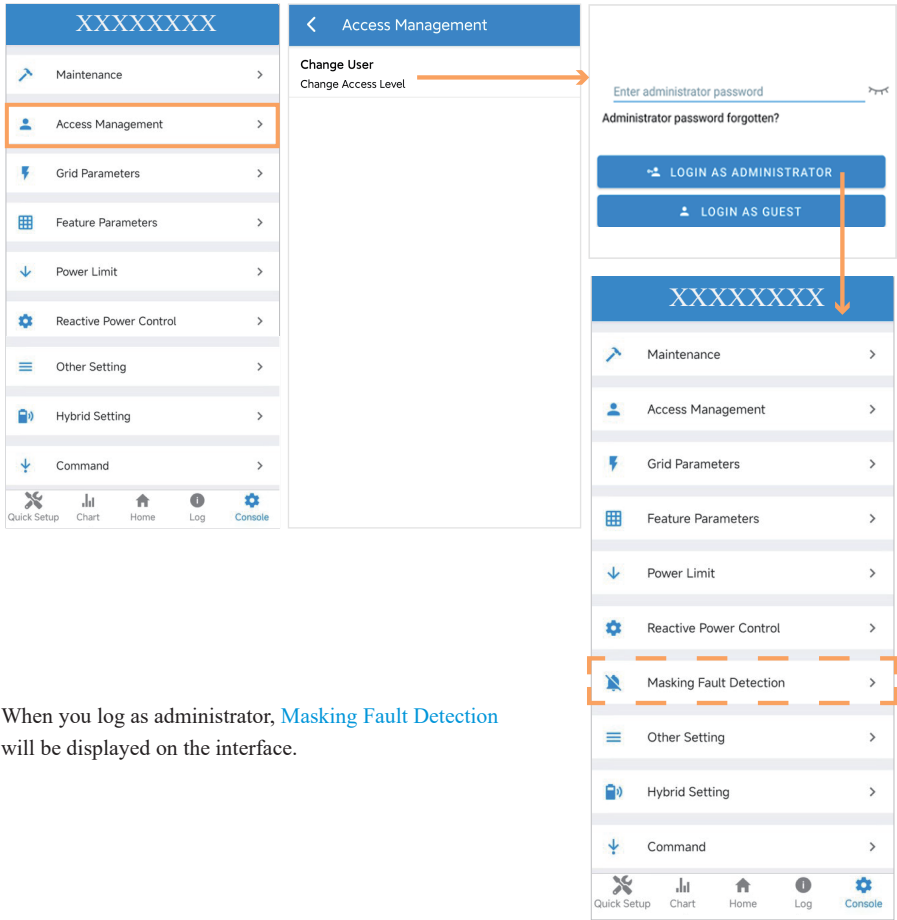 XXXXXXXX
Maintenance
Access Management
Grid Parameters
Feature Parameters
Power Limit
Reactive Power Control
Other Setting
Hybrid Setting
Command
Quick Setup
Chart
Home
Log
Console
Access Management
Change User
Change Access Level
Enter administrator password
Administrator password forgotten?
LOGIN AS ADMINISTRATOR
LOGIN AS GUEST
XXXXXXXX
Maintenance
Access Management
Grid Parameters
Feature Parameters
Power Limit
Reactive Power Control
Masking Fault Detection
Other Setting
Hybrid Setting
Command
Quick Setup
Chart
Home
Log
Console
When you log as administrator, Masking Fault Detection
will be displayed on the interface.